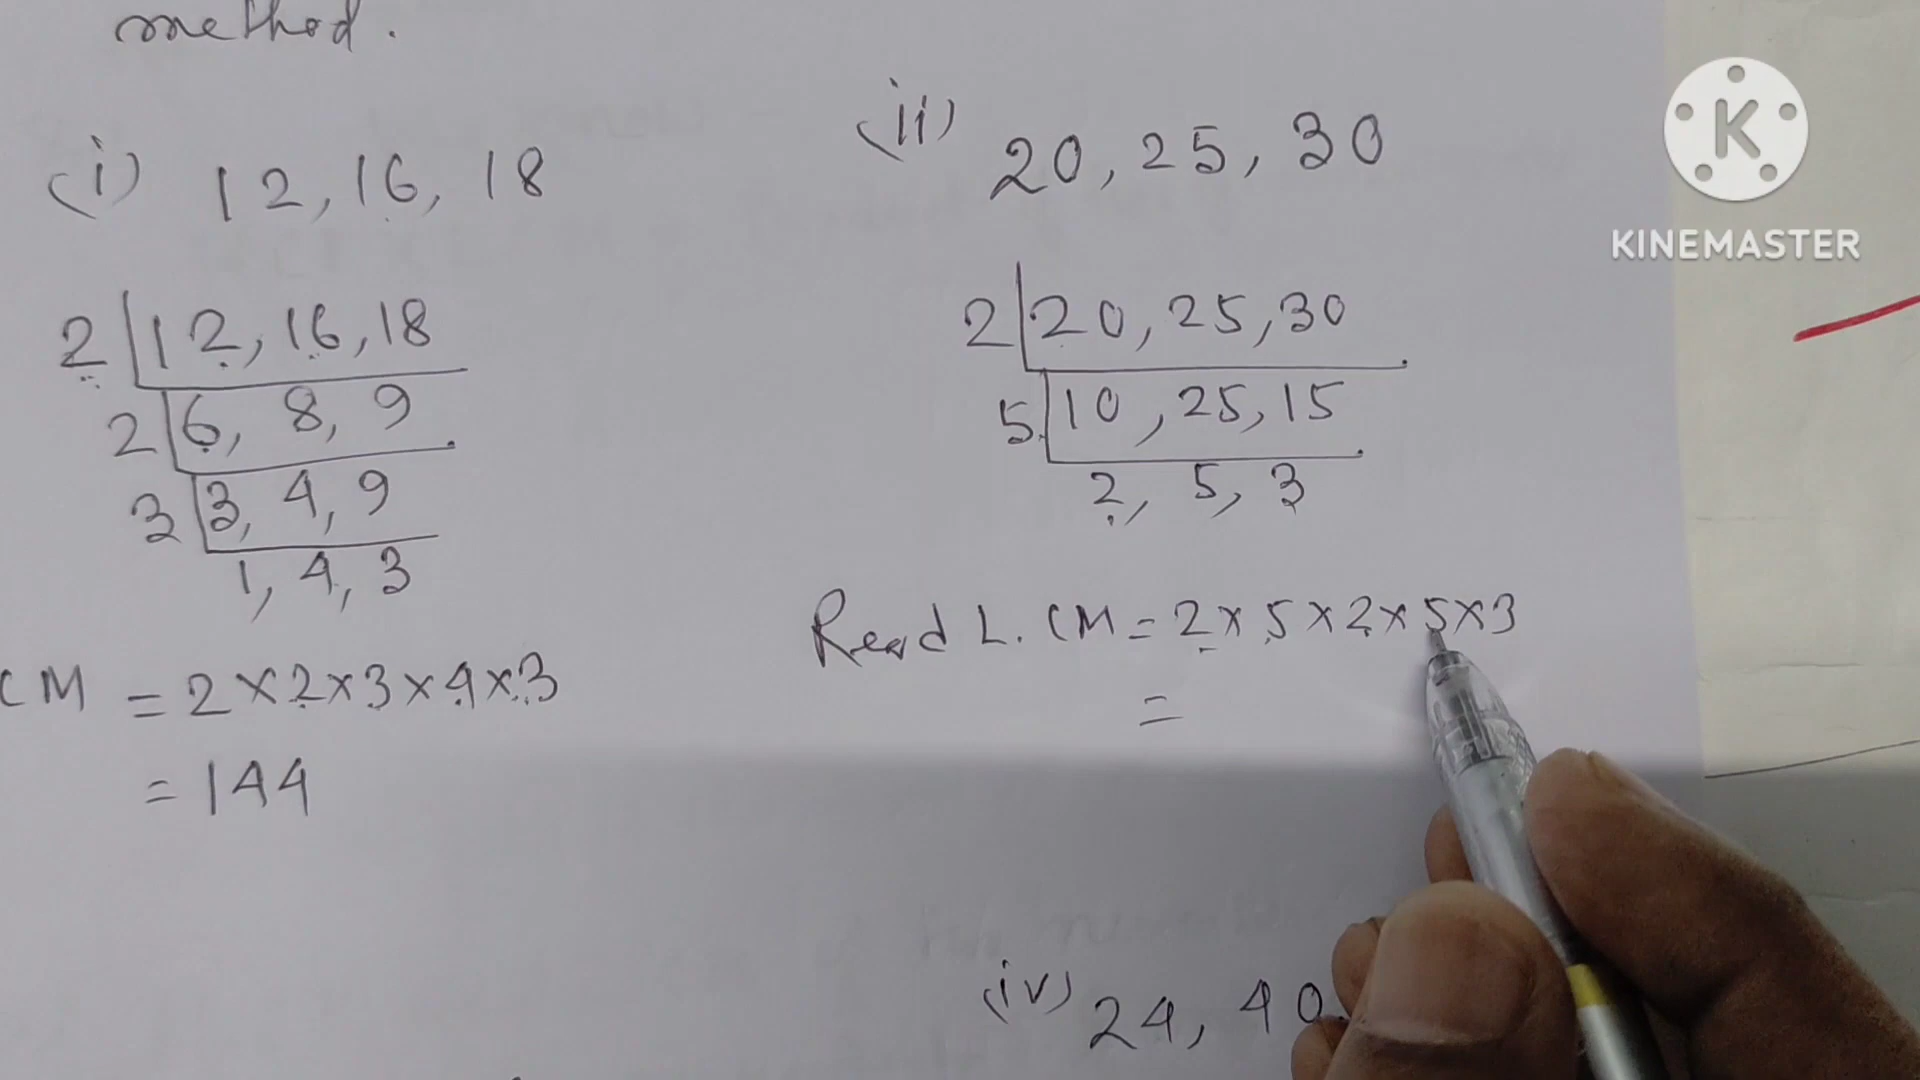 method.
(i) 12, 16, 18
2 | 12, 16, 18
2 | 6, 8, 9
3 | 3, 4, 9
1, 4, 3
CM = 2 × 2 × 3 × 4 × 3
= 144
(ii) 20, 25, 30
2 | 20, 25, 30
5 | 10, 25, 15
2, 5, 3
L. CM = 2 × 5 × 2 × 5 × 3
=
(iv) 24, 40
K
KINEMASTER